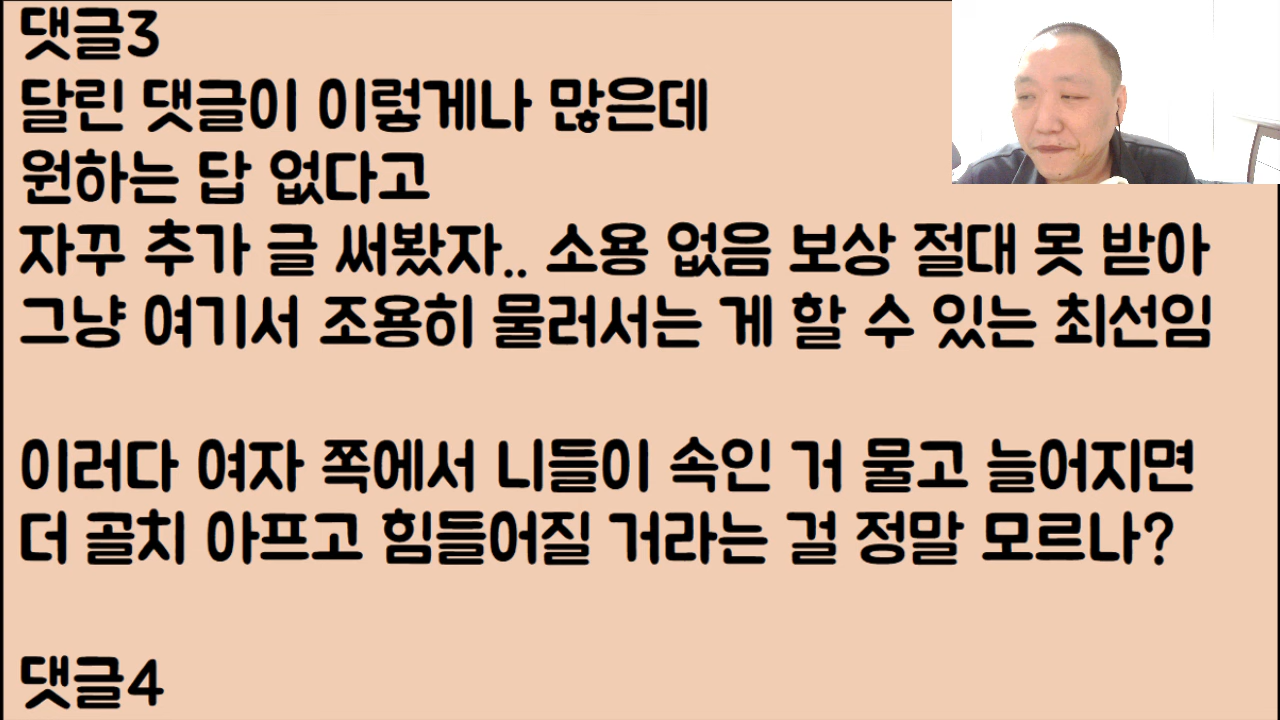 댓글3
달린 댓글이 이렇게나 많은데
원하는 답 없다고
자꾸 추가 글 써봤자.. 소용 없음 보상 절대 못 받아
그냥 여기서 조용히 물러서는 게 할 수 있는 최선임
이러다 여자 쪽에서 니들이 속인 거 물고 늘어지면
더 골치 아프고 힘들어질 거라는 걸 정말 모르나?
댓글4